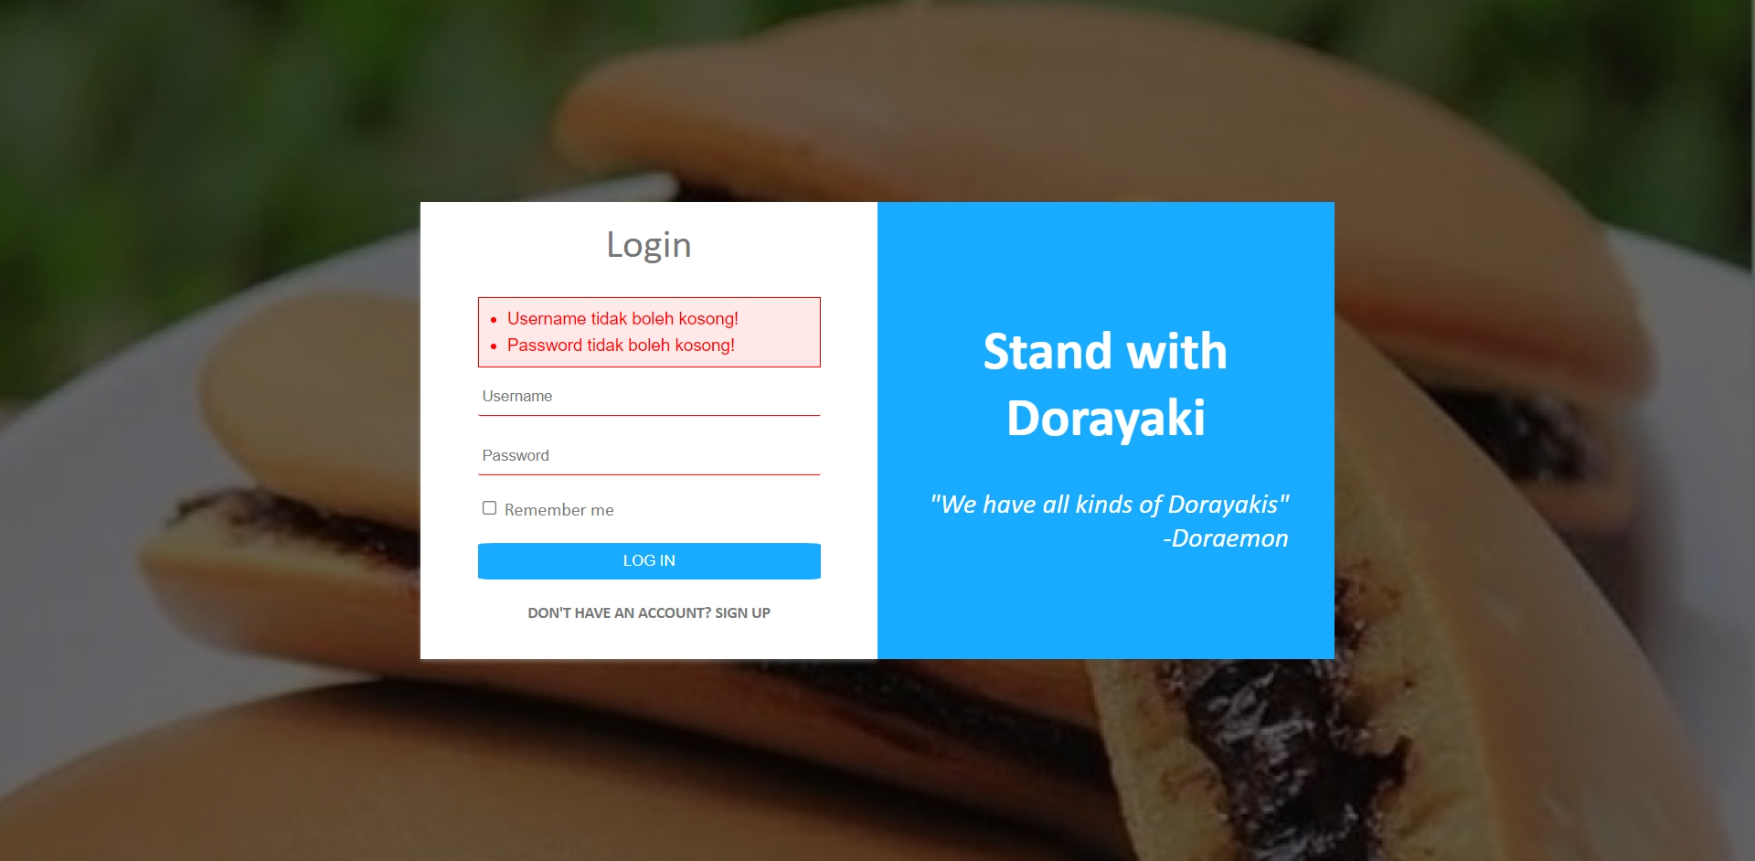 Login
Username tidak boleh kosong!
Password tidak boleh kosong!
Username
Password
Remember me
LOG IN
DON'T HAVE AN ACCOUNT? SIGN UP
Stand with
Dorayaki
"We have all kinds of Dorayakis"
-Doraemon